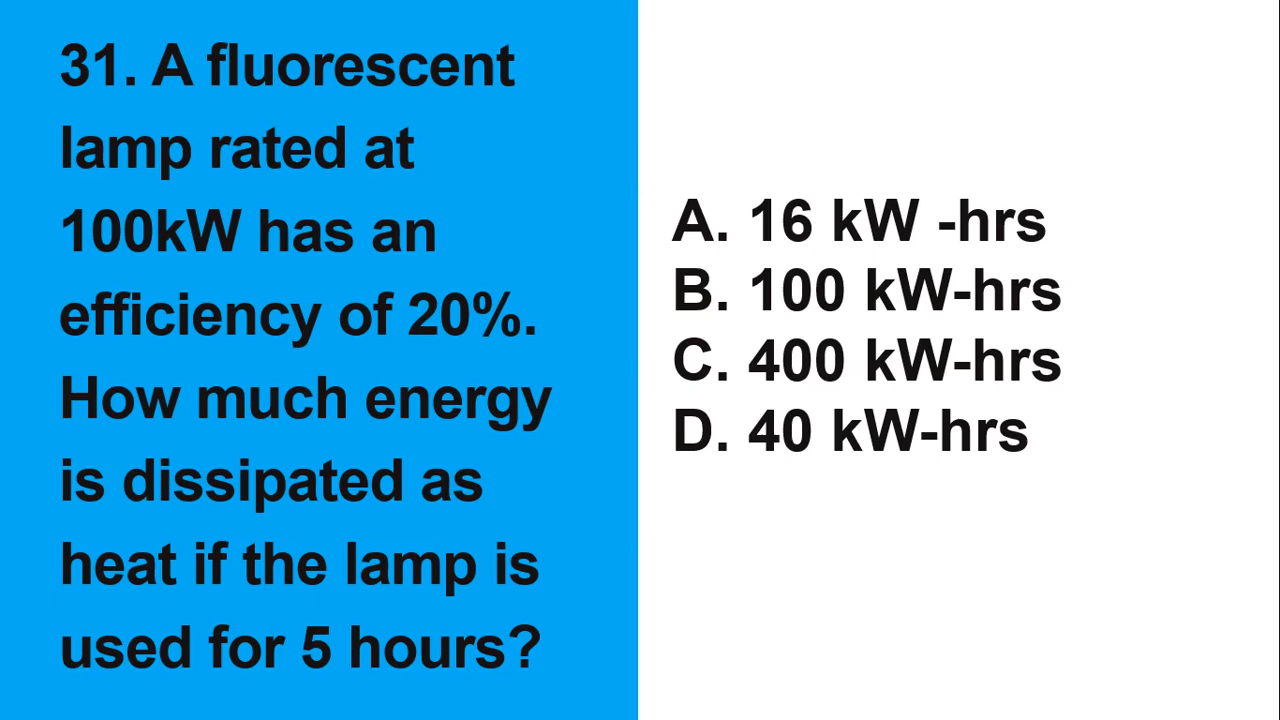 31. A fluorescent
lamp rated at
100kW has an
efficiency of 20%.
How much energy
is dissipated as
heat if the lamp is
used for 5 hours?
A. 16 kW -hrs
B. 100 kW-hrs
C. 400 kW-hrs
D. 40 kW-hrs